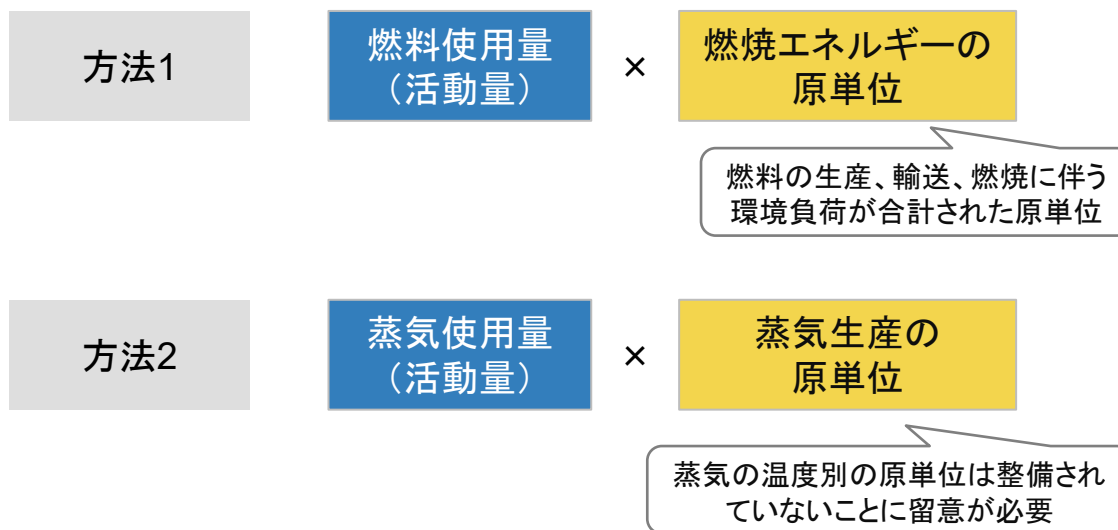 方法1
燃料使用量
（活動量）
×
燃焼エネルギーの
原単位
燃料の生産、輸送、燃焼に伴う
環境負荷が合計された原単位
方法2
蒸気使用量
（活動量）
×
蒸気生産の
原単位
蒸気の温度別の原単位は整備され
ていないことに留意が必要